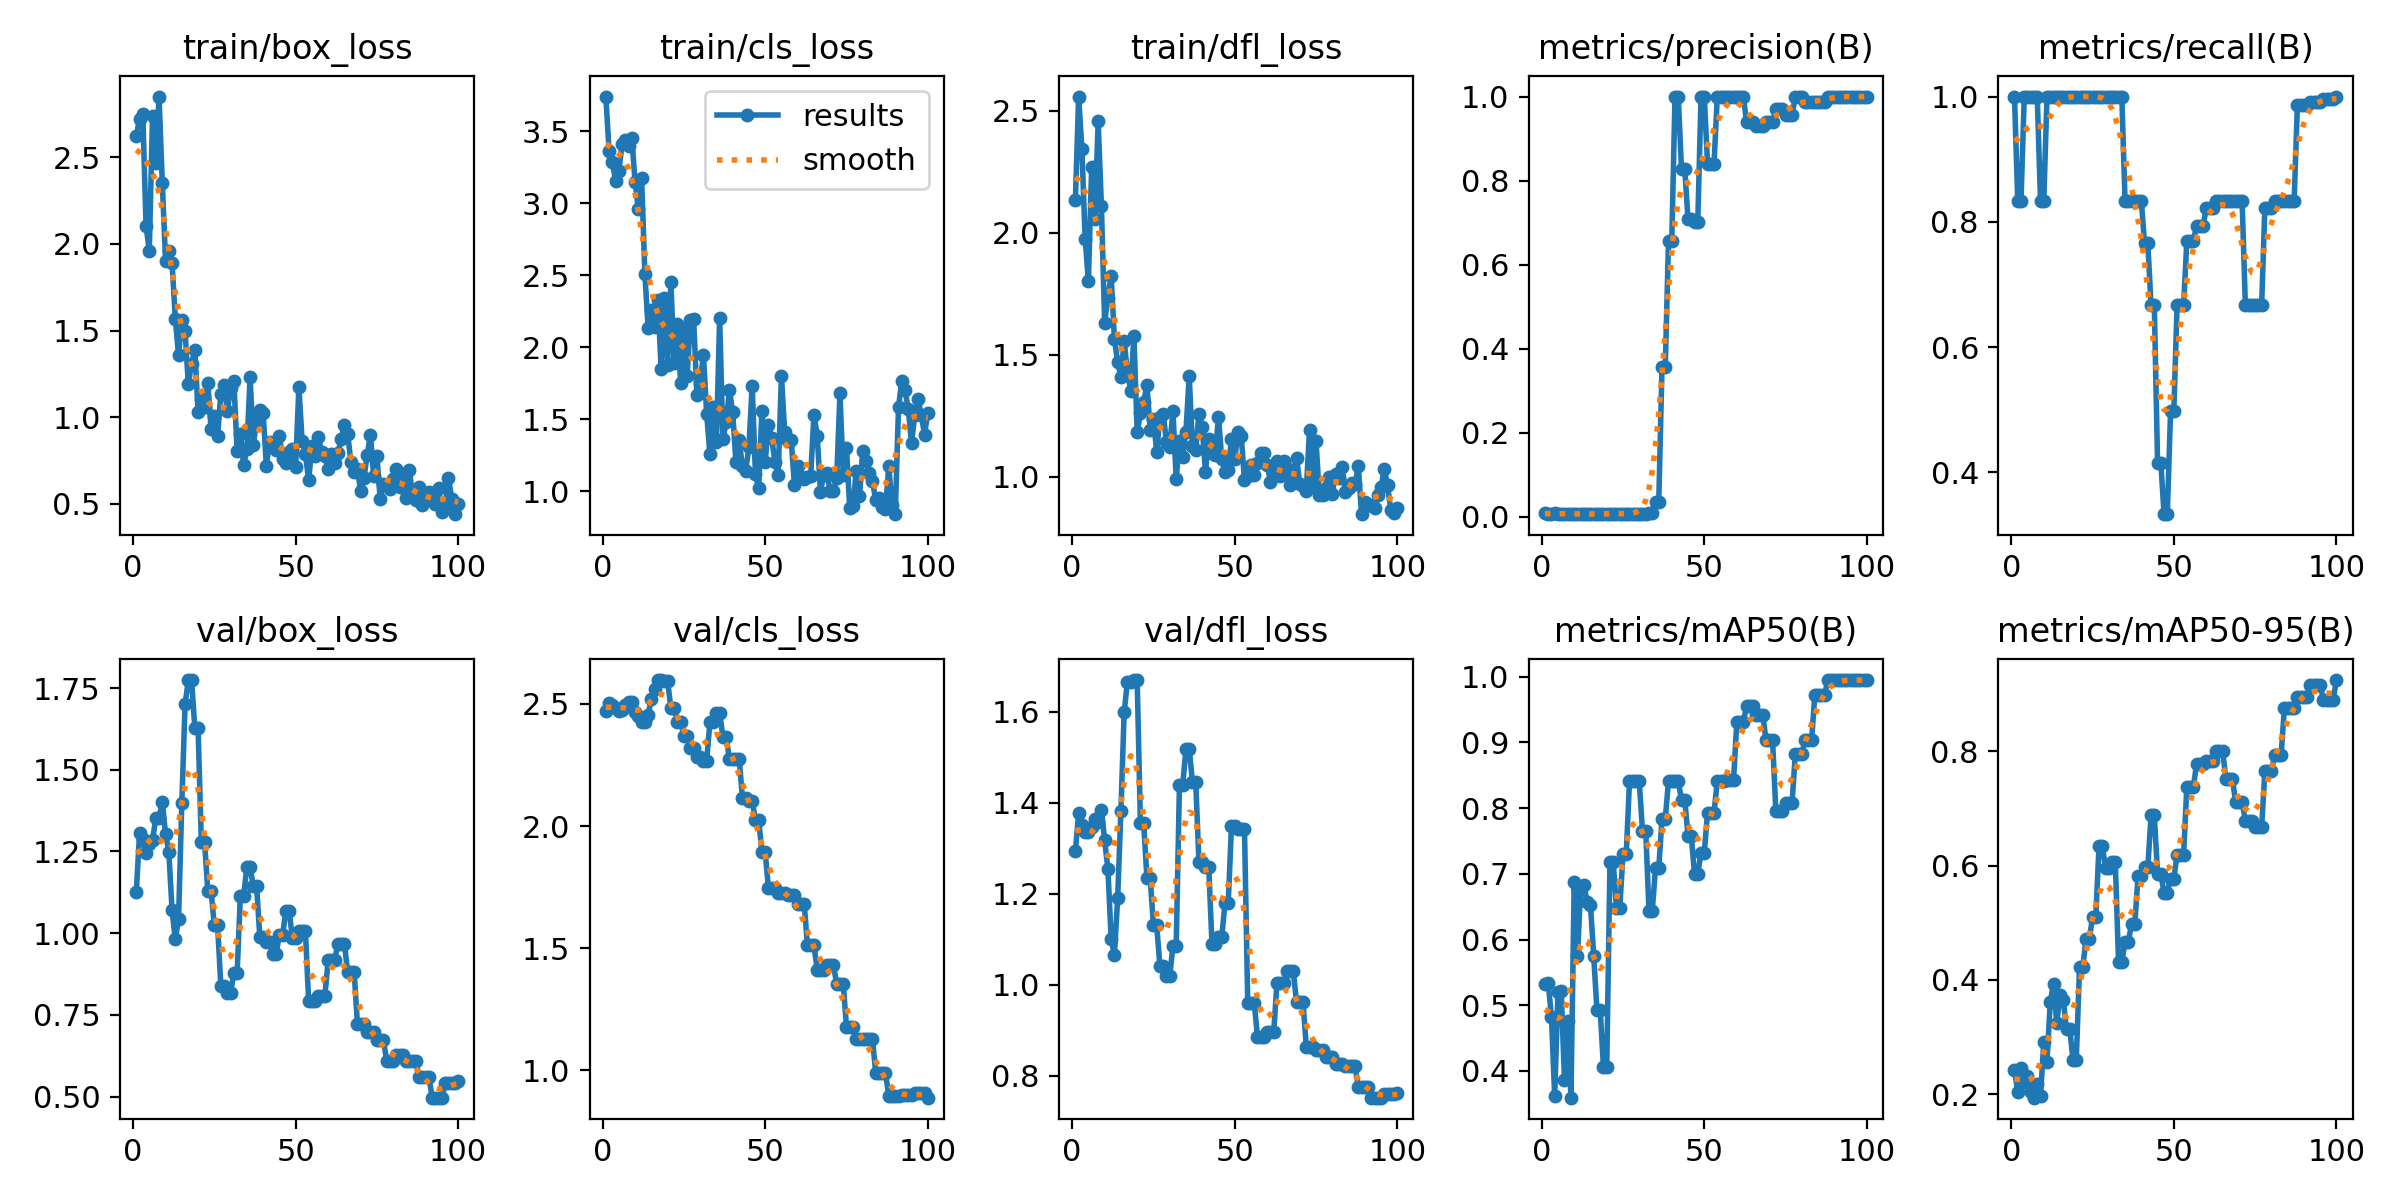 train/box_loss
2.5
2.0
1.5
1.0
0.5
0 50 100
train/cls_loss
results
smooth
3.5
3.0
2.5
2.0
1.5
1.0
0 50 100
train/dfl_loss
2.5
2.0
1.5
1.0
0 50 100
metrics/precision(B)
1.0
0.8
0.6
0.4
0.2
0.0
0 50 100
metrics/recall(B)
1.0
0.8
0.6
0.4
0 50 100
val/box_loss
1.75
1.50
1.25
1.00
0.75
0.50
0 50 100
val/cls_loss
2.5
2.0
1.5
1.0
0 50 100
val/dfl_loss
1.6
1.4
1.2
1.0
0.8
0 50 100
metrics/mAP50(B)
1.0
0.9
0.8
0.7
0.6
0.5
0.4
0 50 100
metrics/mAP50-95(B)
0.8
0.6
0.4
0.2
0 50 100